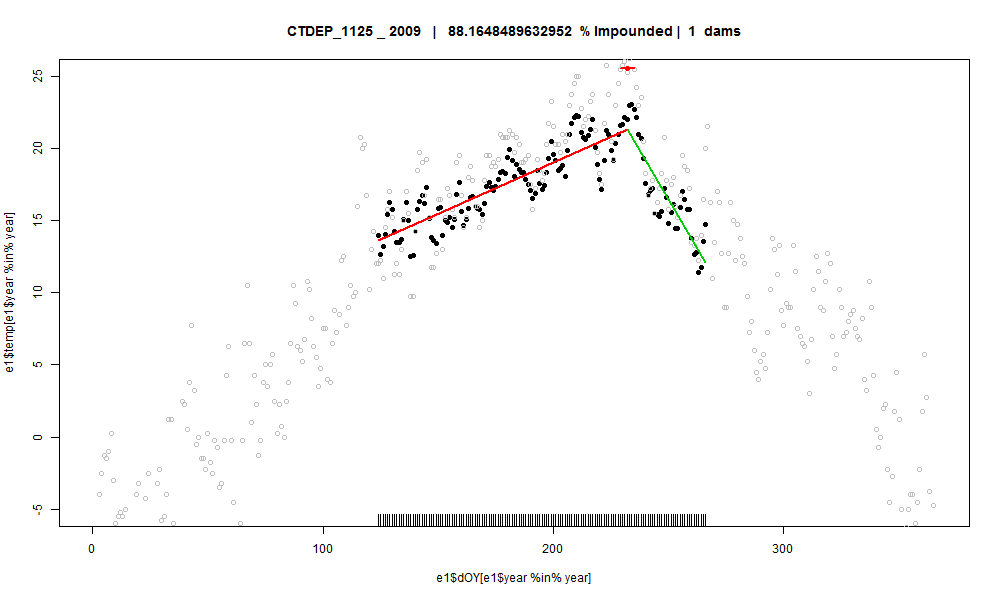 CTDEP_1125 _ 2009 | 88.1648489632952 % Impounded | 1 dams
25
20
15
10
5
0
-5
e1$temp[e1$year %in% year]
0 100 200 300
e1$dOY[e1$year %in% year]